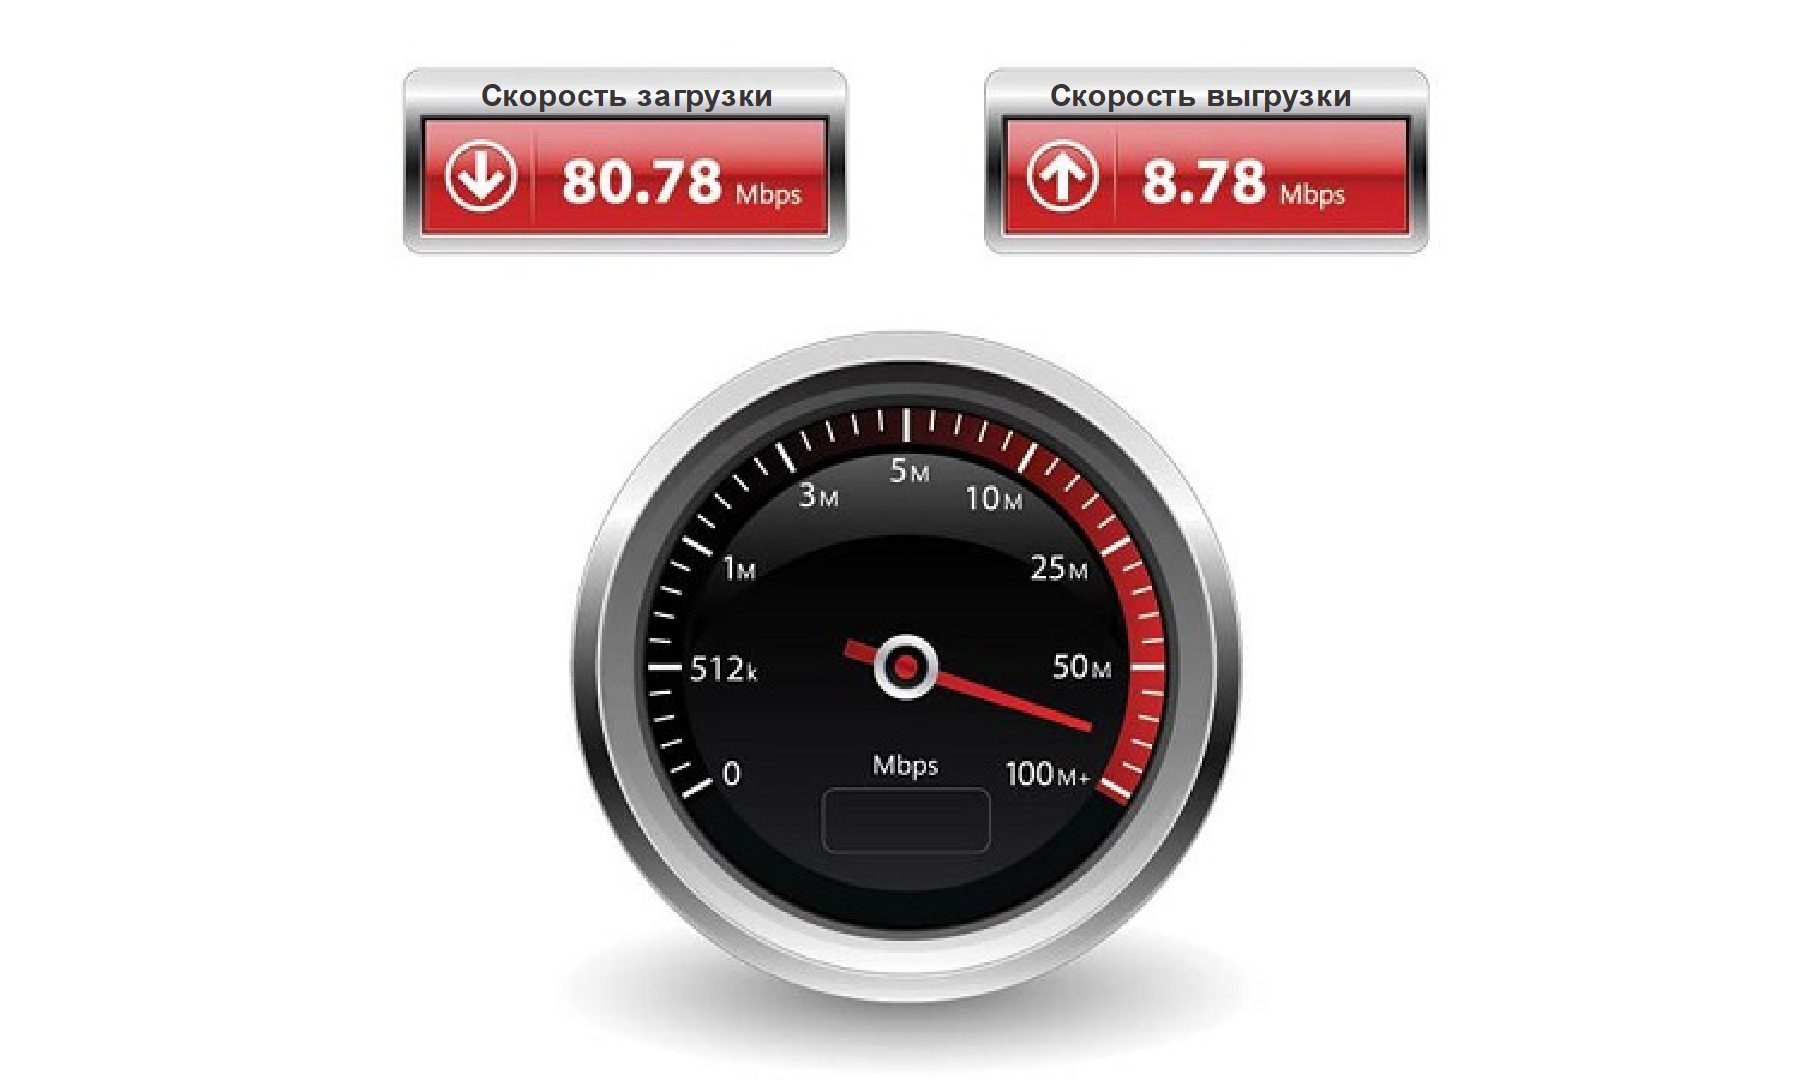 Скорость загрузки
80.78 Mbps
Скорость выгрузки
8.78 Mbps
5M
3M
10M
1M
25M
512k
50M
Mbps
0
100M+